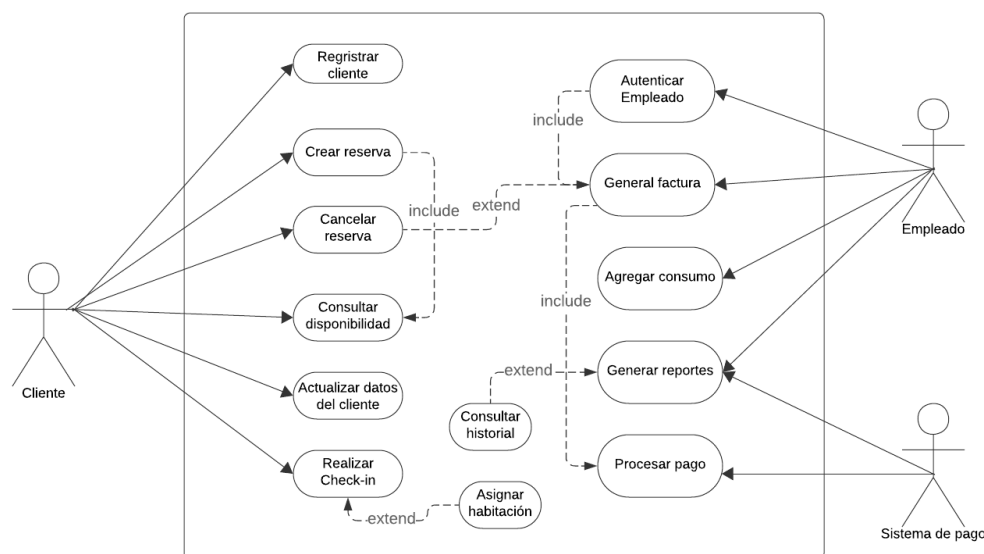 Regristrar
cliente
Autenticar
Empleado
include
Crear reserva
General factura
include
extend
Cancelar
reserva
Empleado
Agregar consumo
Consultar
disponibilidad
include
Cliente
Actualizar datos
del cliente
extend
Generar reportes
Consultar
historial
Realizar
Check-in
Procesar pago
Asignar
habitación
extend
Sistema de pago